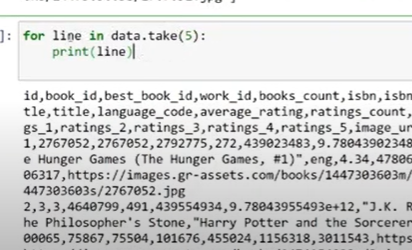 ]: for line in data.take(5):
print(line)
id,book_id,best_book_id,work_id,books_count,isbn,isbn
tle,title,language_code,average_rating,ratings_count,
gs_1,ratings_2,ratings_3,ratings_4,ratings_5,image_ur
1,2767052,2767052,2792775,272,439023483,9.78043902348
e Hunger Games (The Hunger Games, #1)",eng,4.34,47806
06317,https://images.gr-assets.com/books/1447303603m/
447303603s/2767052.jpg
2,3,3,4640799,491,439554934,9.78043955493e+12,"J.K. R
he Philosopher's Stone,"Harry Potter and the Sorcere
00065,75867,75504,101676,455024,1156318,3011543,https